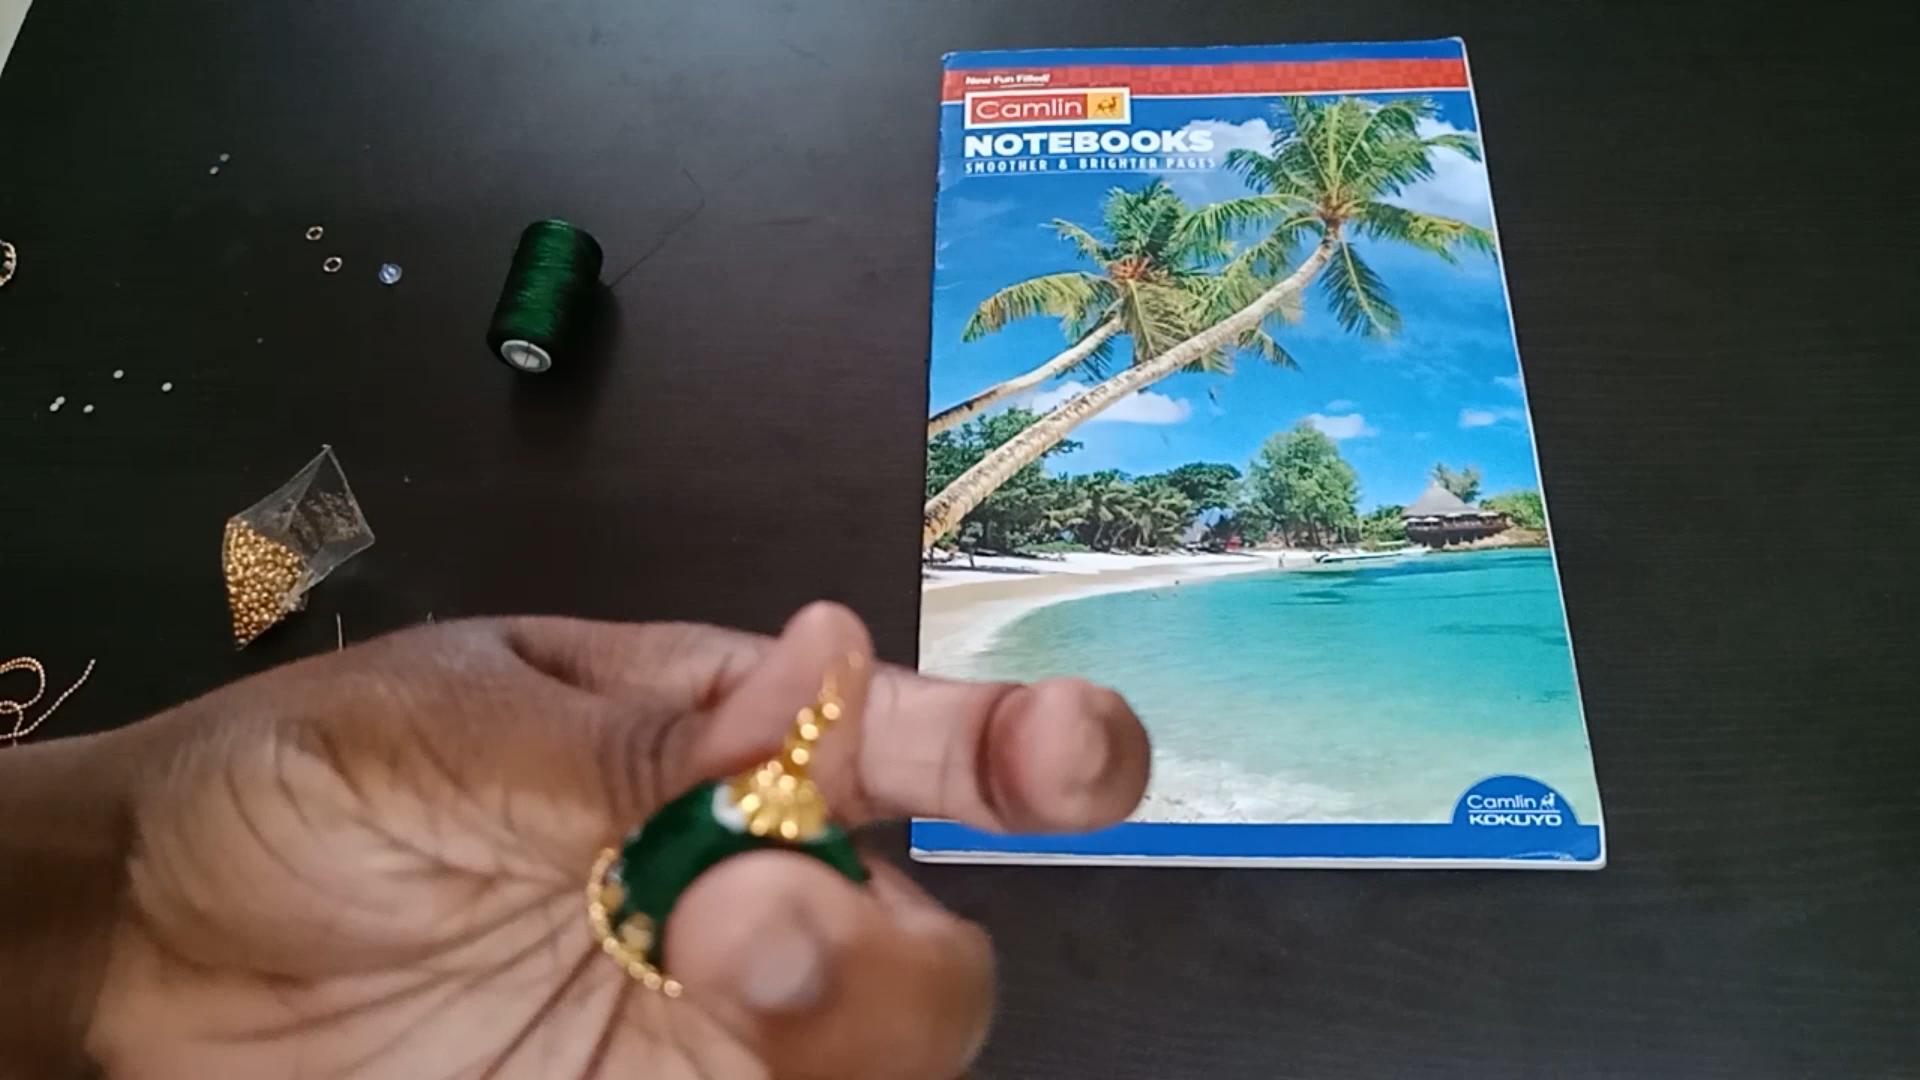 New Fun Filled!
Camlin
NOTEBOOKS
SMOOTHER & BRIGHTER PAGES
Camlin
KOKUYO